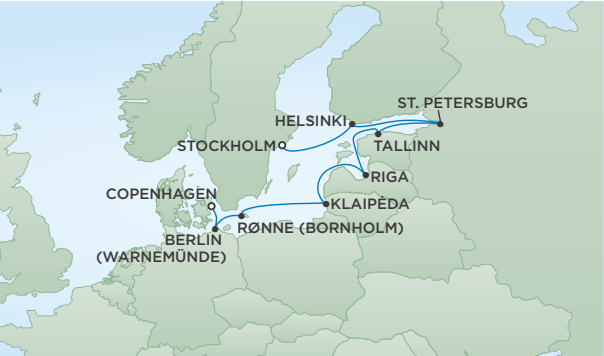 ST. PETERSBURG
HELSINKI
STOCKHOLM
TALLINN
RIGA
COPENHAGEN
KLAIPĖDA
RØNNE (BORNHOLM)
BERLIN
(WARNEMÜNDE)